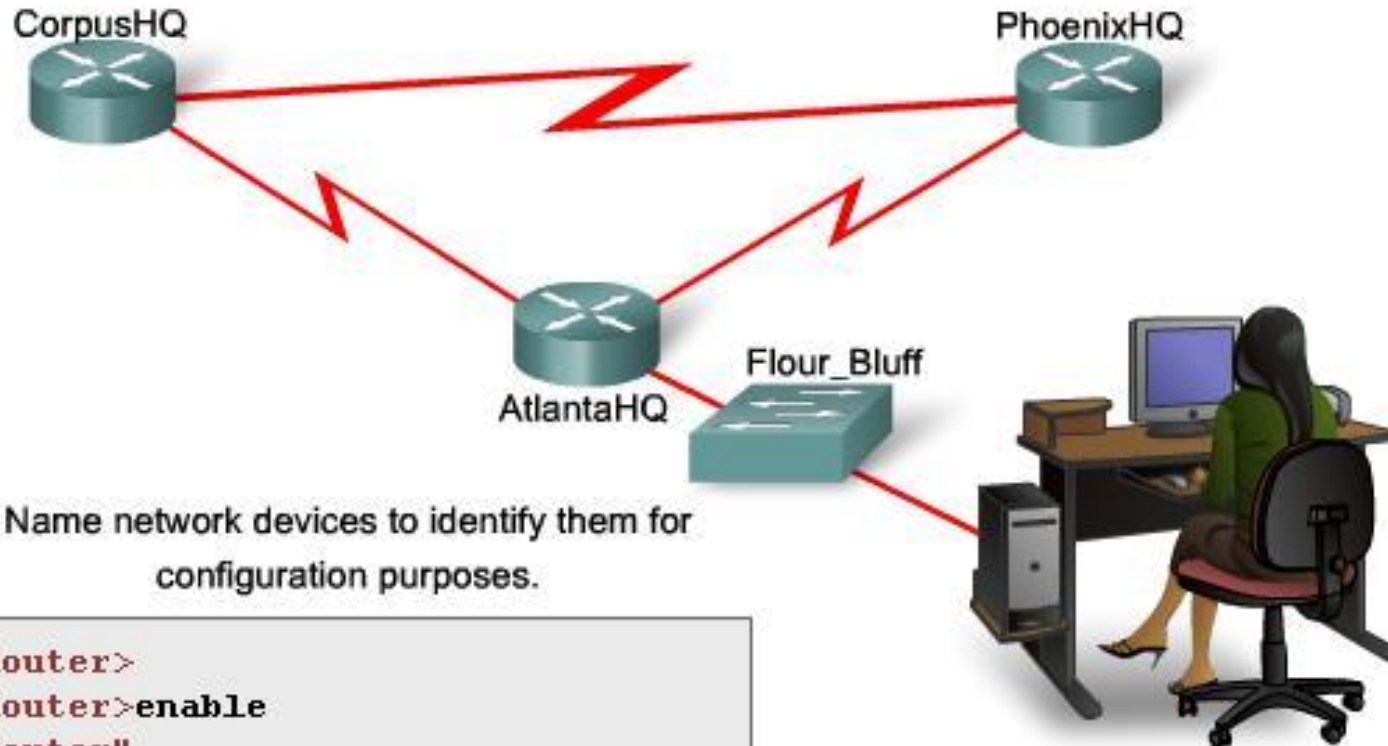 CorpusHQ
PhoenixHQ
Flour_Bluff
AtlantaHQ
Name network devices to identify them for
configuration purposes.
outer>
outer>enable